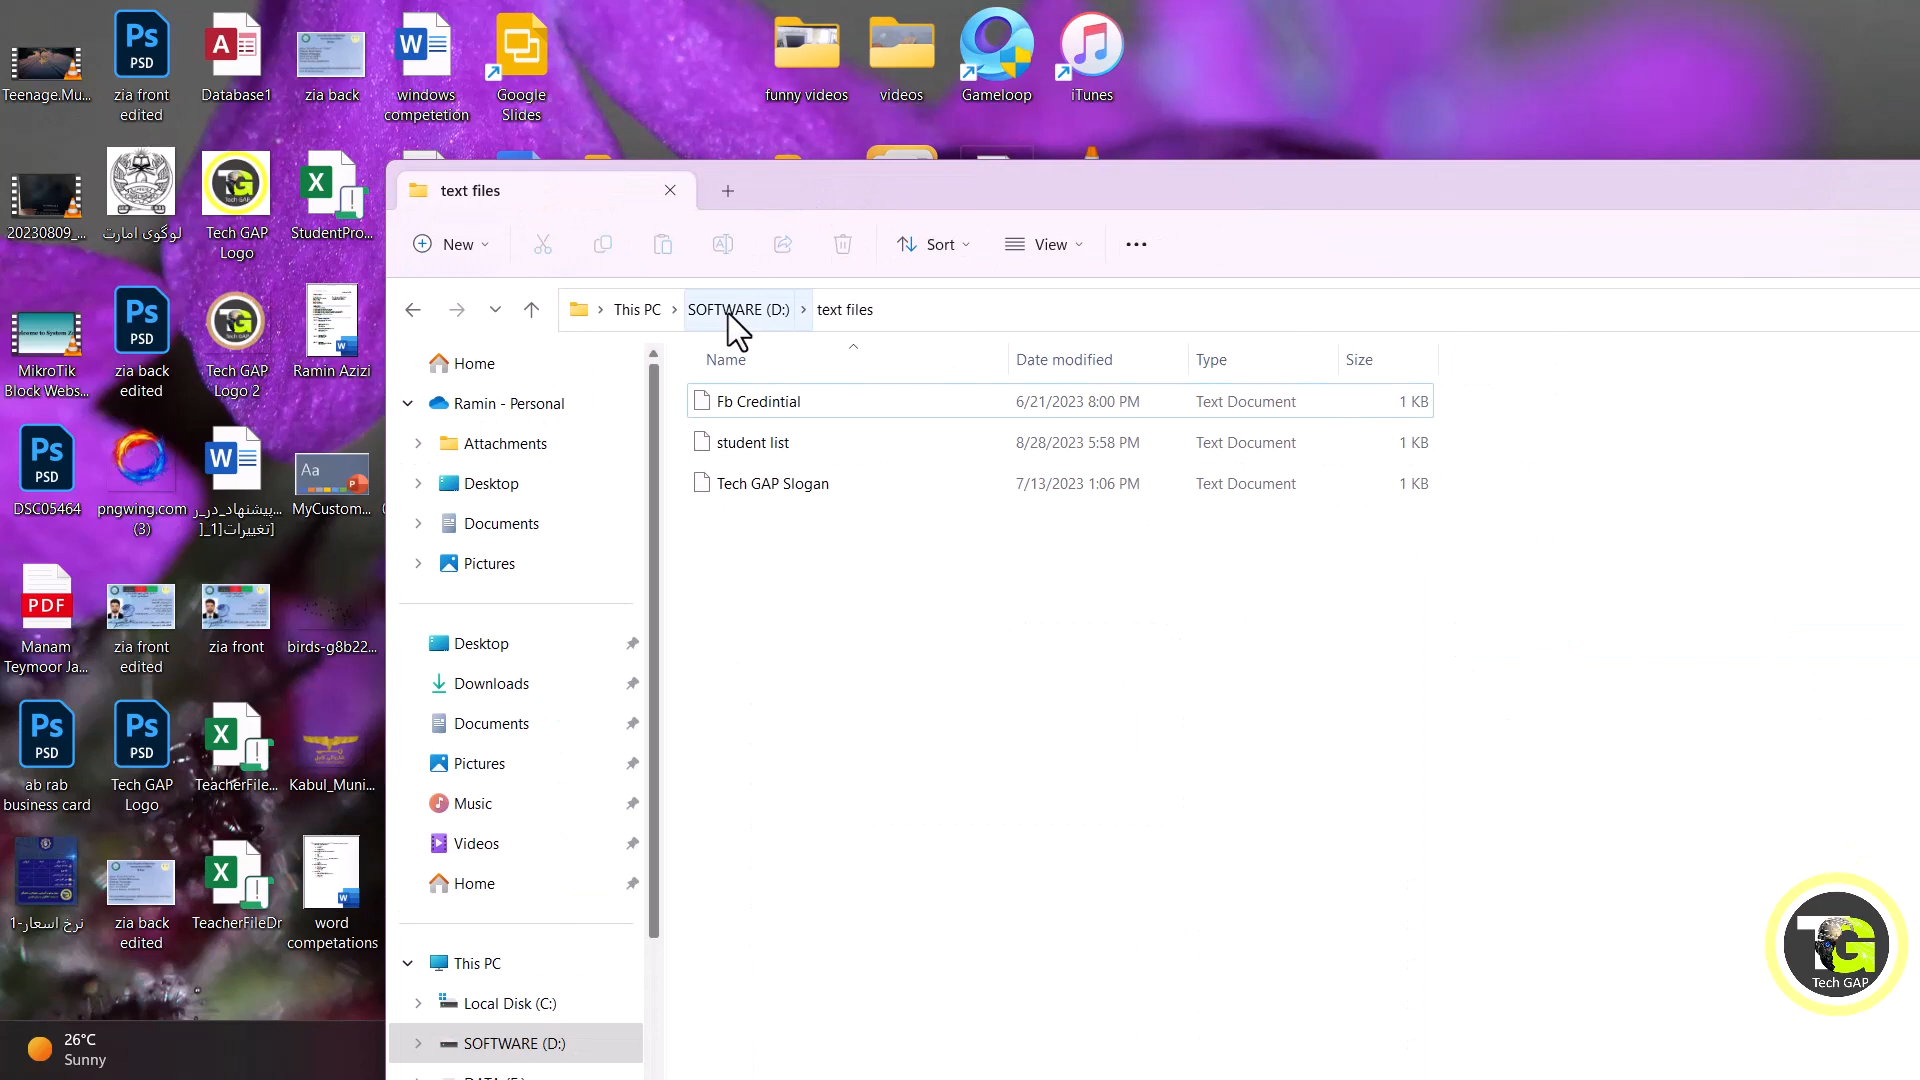 Teenage.Mu...
zia front
edited
Database1
zia back
windows
competetion
Google
Slides
funny videos
videos
Gameloop
iTunes
20230809_...
لوگوی امارت
Tech GAP
Logo
StudentPro...
MikroTik
Block Webs...
zia back
edited
Tech GAP
Logo 2
Ramin Azizi
DSC05464
pngwing.com
(3)
پیشنهاد_در_ر...
[تغییرات[1_[
MyCustom...
PDF
Manam
Teymoor Ja...
zia front
edited
zia front
birds-g8b22...
ab rab
business card
Tech GAP
Logo
TeacherFile...
Kabul_Muni...
نرخ اسعار-1
zia back
edited
TeacherFileDr
word
competations
26°C
Sunny
text files
New
Sort
View
This PC
SOFTWARE (D:)
text files
Name
Date modified
Type
Size
Fb Credintial
6/21/2023 8:00 PM
Text Document
1 KB
student list
8/28/2023 5:58 PM
Text Document
1 KB
Tech GAP Slogan
7/13/2023 1:06 PM
Text Document
1 KB
Home
Ramin - Personal
Attachments
Desktop
Documents
Pictures
Desktop
Downloads
Documents
Pictures
Music
Videos
Home
This PC
Local Disk (C:)
SOFTWARE (D:)
TG
Tech GAP